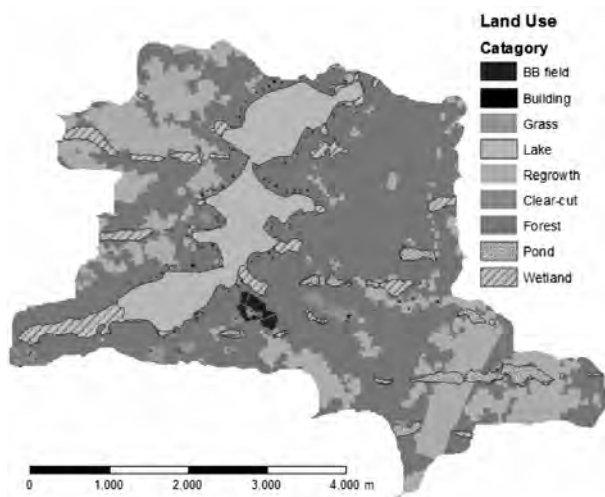 Land Use
Catagory
BB field
Building
Grass
Lake
Regrowth
Clear-cut
Forest
Pond
Wetland
0 1,000 2,000 3,000 4,000 m